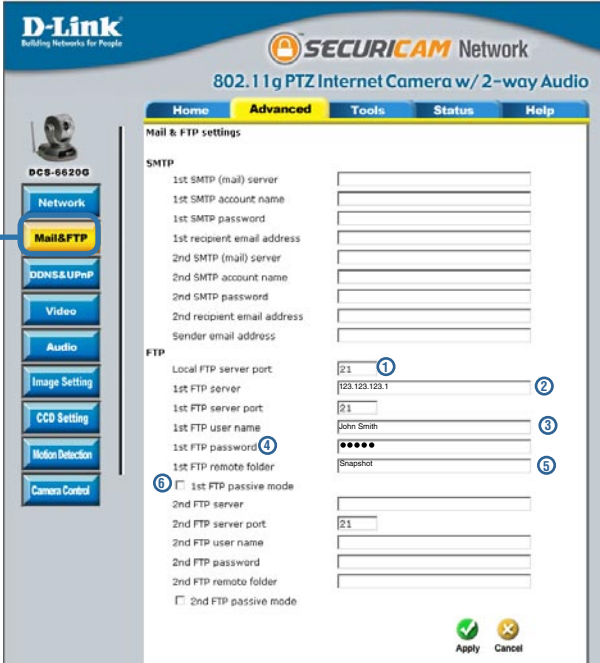 D-Link
Building Networks for People
SECURICAM Network
802.11g PTZ Internet Camera w/ 2-way Audio
Home Advanced Tools Status Help
DCS-6620G
Network
Mail&FTP
DDNS&UPnP
Video
Audio
Image Setting
CCD Setting
Motion Detection
Camera Control
Mail & FTP settings
SMTP
1st SMTP (mail) server
1st SMTP account name
1st SMTP password
1st recipient email address
2nd SMTP (mail) server
2nd SMTP account name
2nd SMTP password
2nd recipient email address
Sender email address
FTP
Local FTP server port 21 1
1st FTP server 123.123.123.1 2
1st FTP server port 21
1st FTP user name John Smith 3
1st FTP password 4 ●●●●●
1st FTP remote folder Snapshot 5
6 1st FTP passive mode
2nd FTP server
2nd FTP server port 21
2nd FTP user name
2nd FTP password
2nd FTP remote folder
2nd FTP passive mode
Apply Cancel